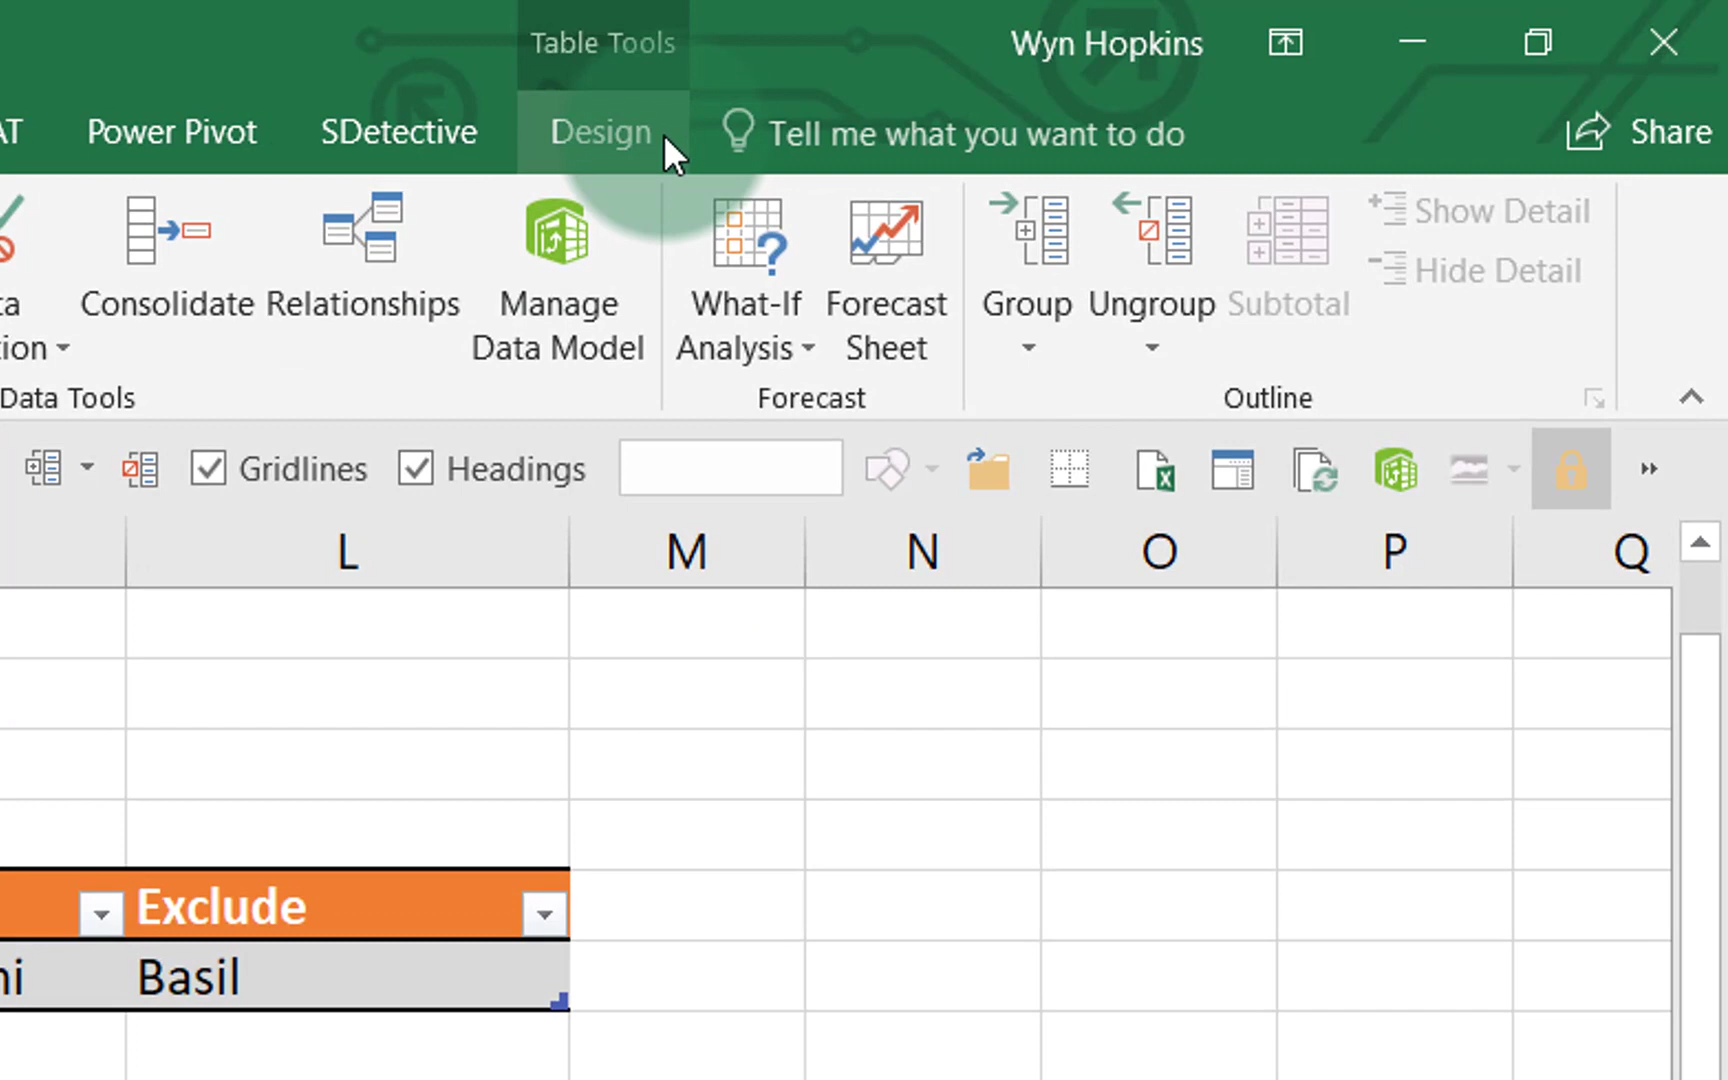 Table Tools
Wyn Hopkins
AT Power Pivot SDetective Design Tell me what you want to do Share
Consolidate Relationships Manage Data Model What-If Analysis Forecast Sheet Group Ungroup Subtotal Show Detail
Hide Detail
ta
ion
Data Tools Forecast Outline
Gridlines Headings
L M N O P Q
Exclude
ni Basil